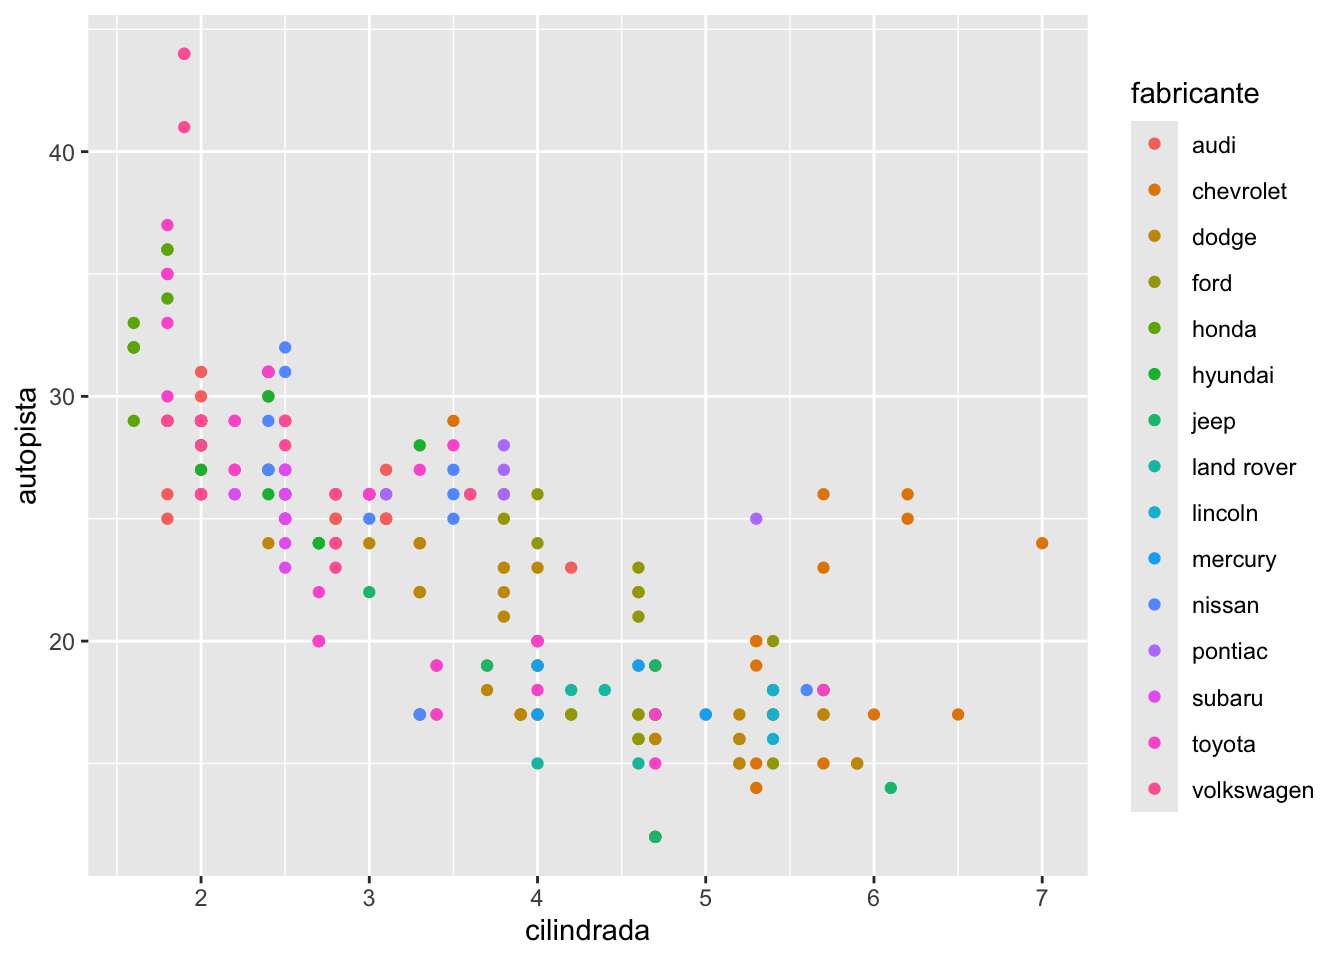 40
30
20
autopista
2 3 4 5 6 7
cilindrada
fabricante
audi
chevrolet
dodge
ford
honda
hyundai
jeep
land rover
lincoln
mercury
nissan
pontiac
subaru
toyota
volkswagen